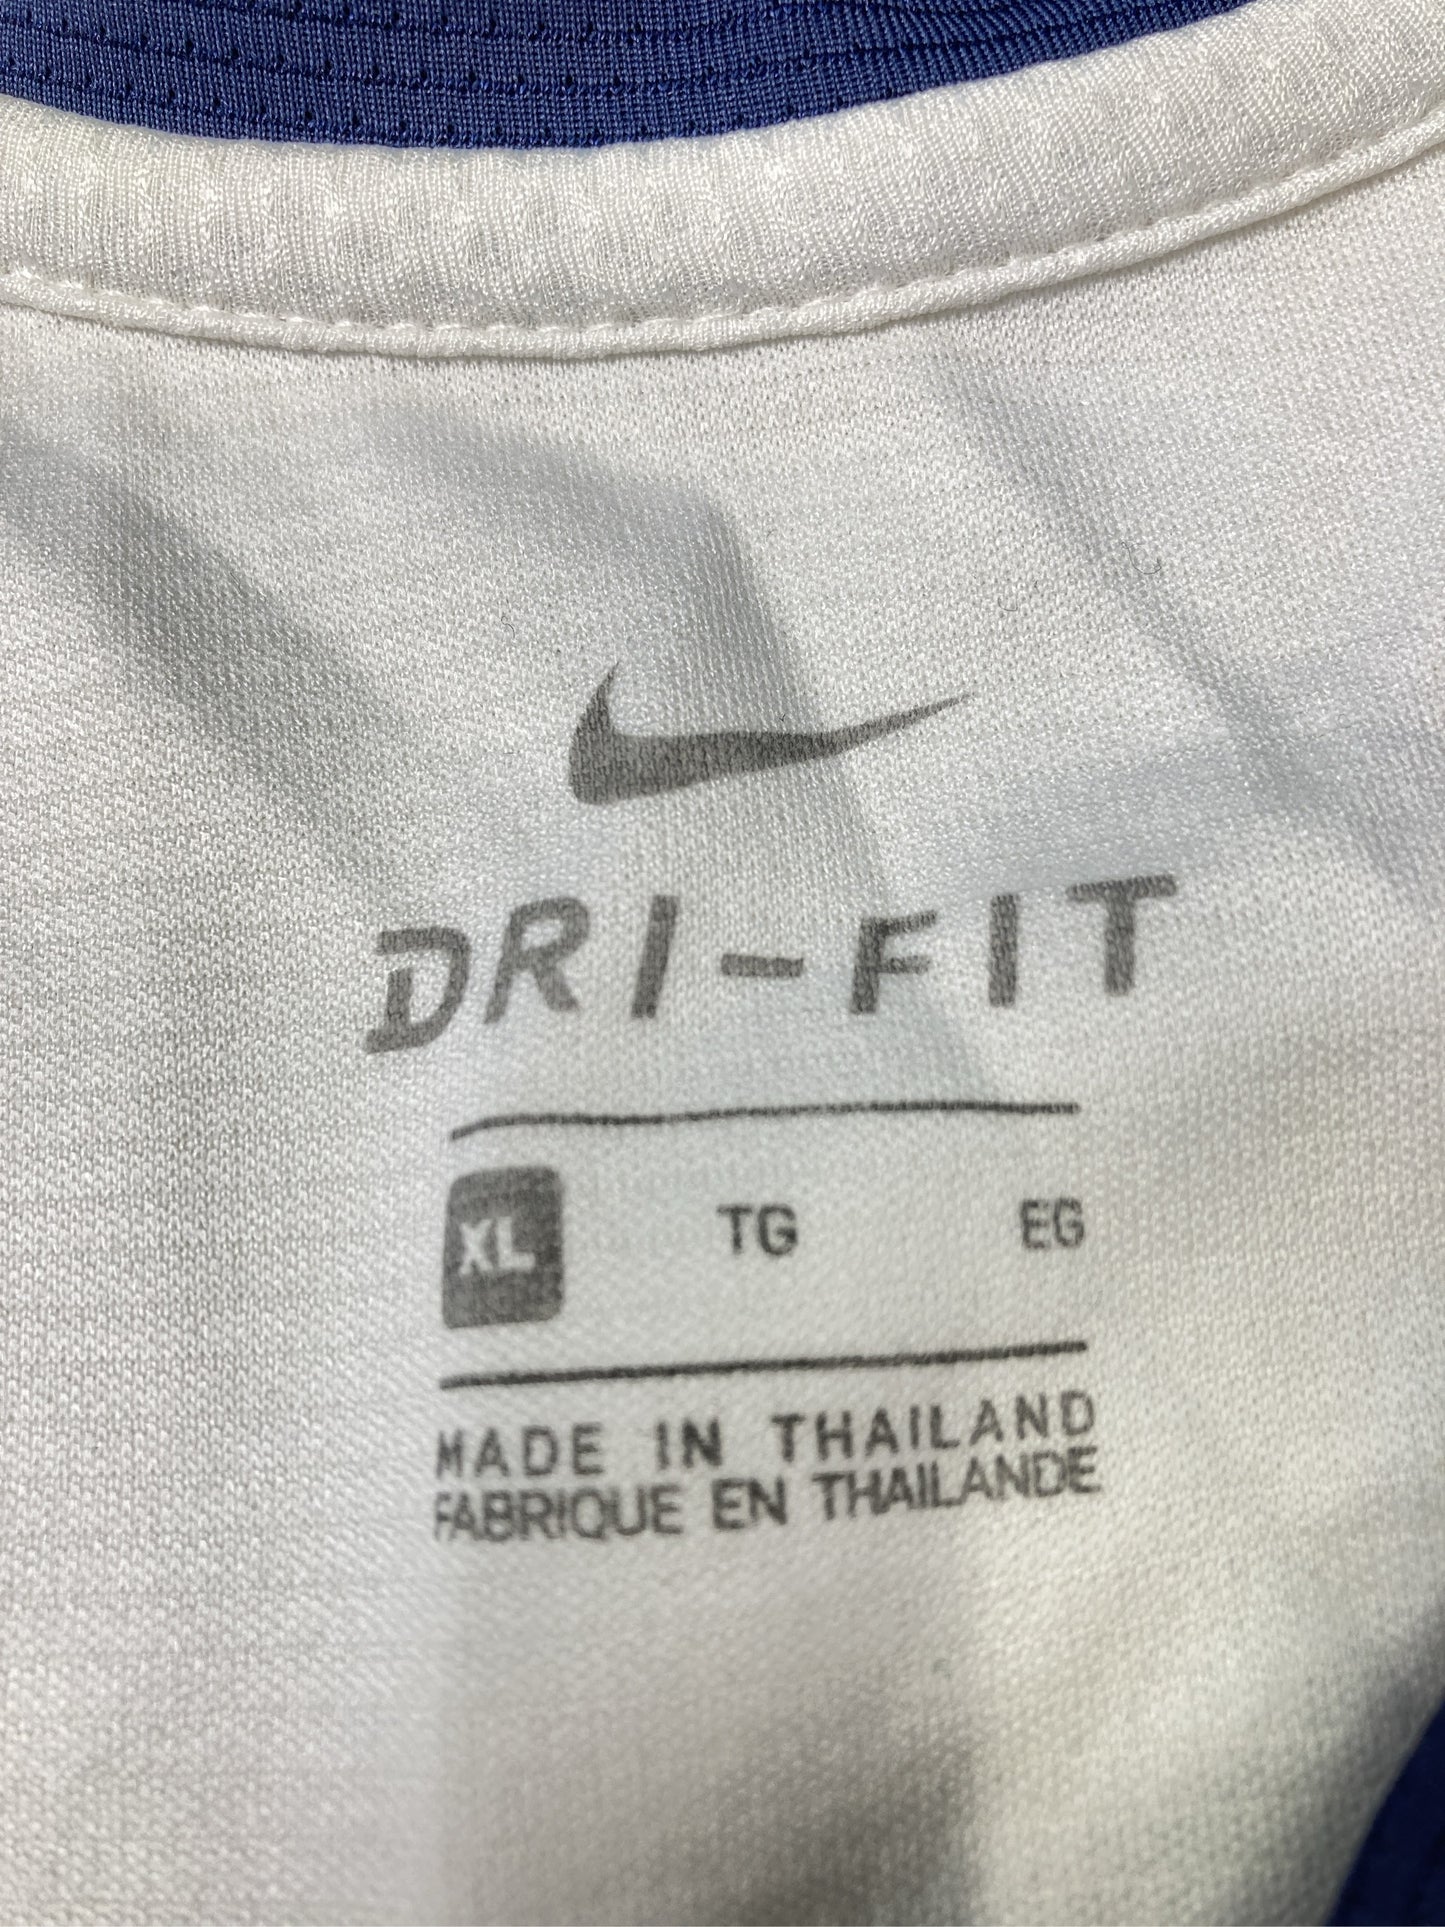 DRI-FIT
XL TG EG
MADE IN THAILAND
FABRIQUE EN THAILANDE